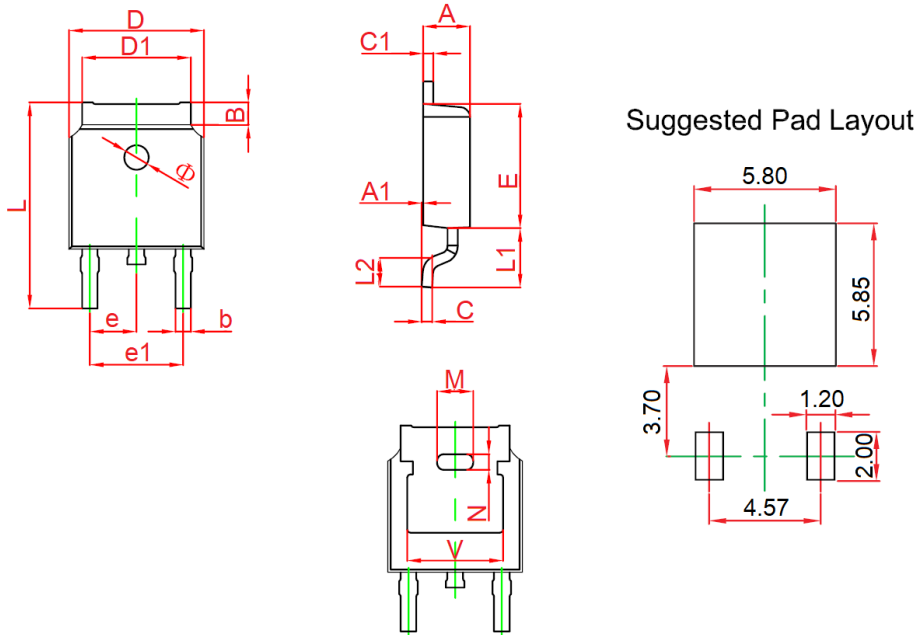 D
D1
B
L
Φ
e
b
e1
A
C1
A1
E
L2
L1
C
M
N
V
Suggested Pad Layout
5.80
5.85
3.70
1.20
2.00
4.57